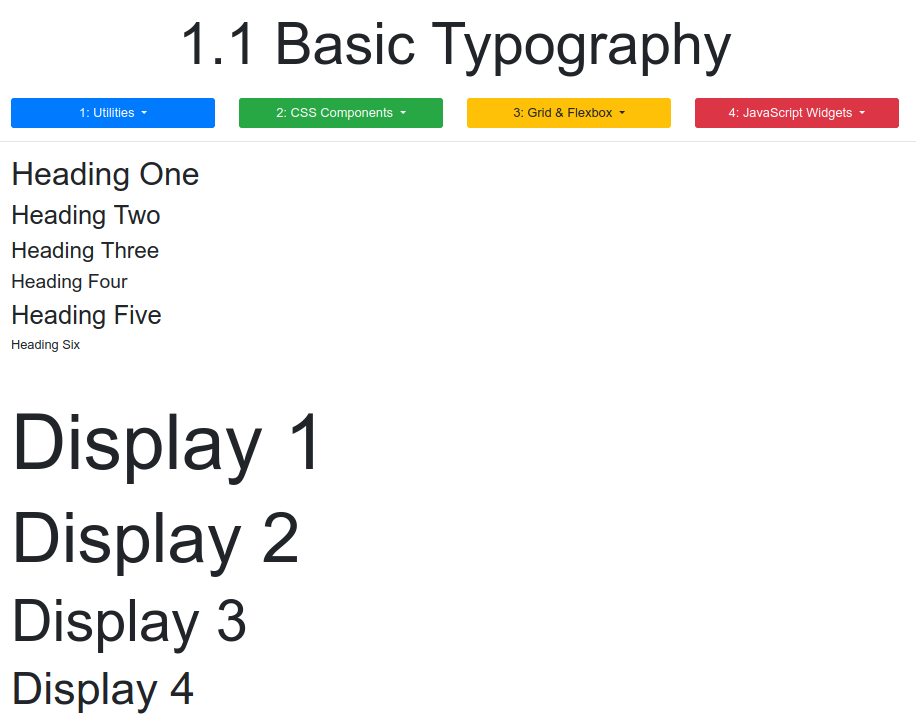 1.1 Basic Typography
1: Utilities
2: CSS Components
3: Grid & Flexbox
4: JavaScript Widgets
Heading One
Heading Two
Heading Three
Heading Four
Heading Five
Heading Six
Display 1
Display 2
Display 3
Display 4